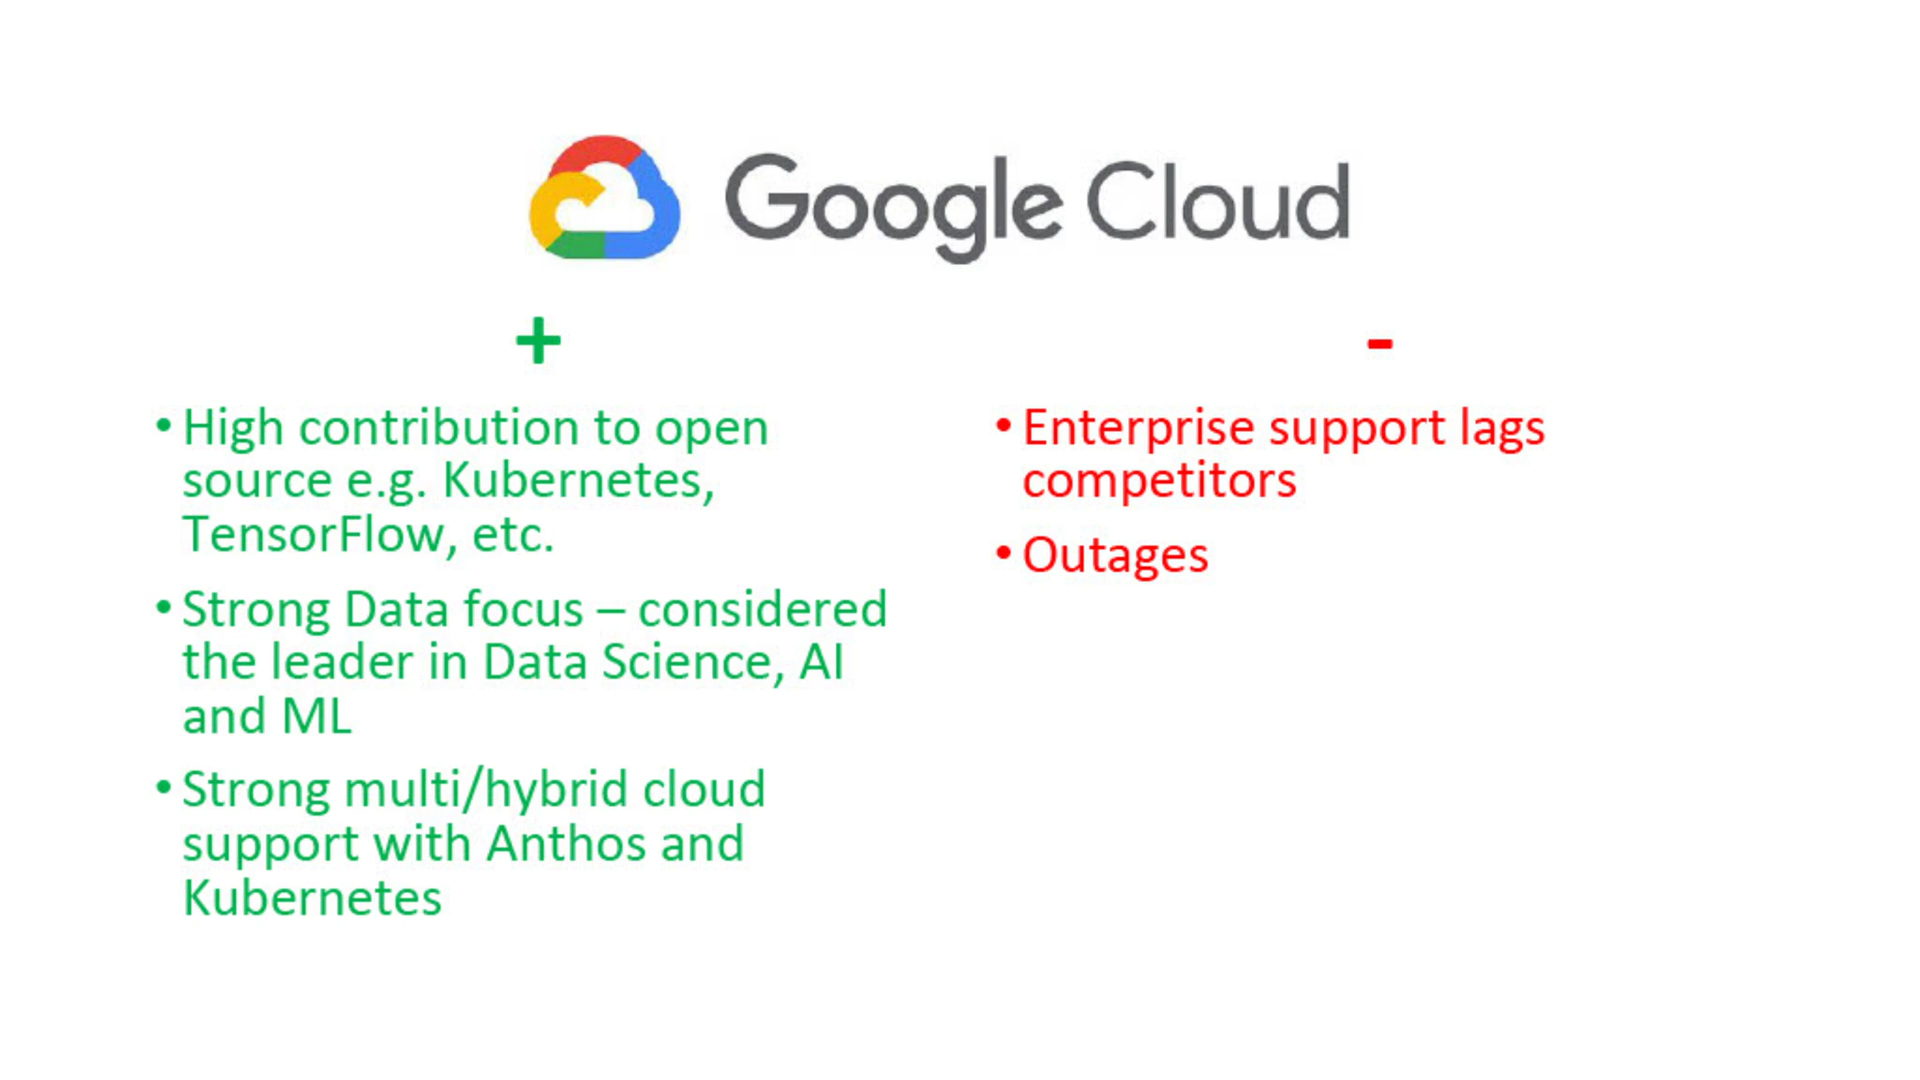 Google Cloud
+
• High contribution to open
source e.g. Kubernetes,
TensorFlow, etc.
• Strong Data focus – considered
the leader in Data Science, AI
and ML
• Strong multi/hybrid cloud
support with Anthos and
Kubernetes
-
• Enterprise support lags
competitors
• Outages